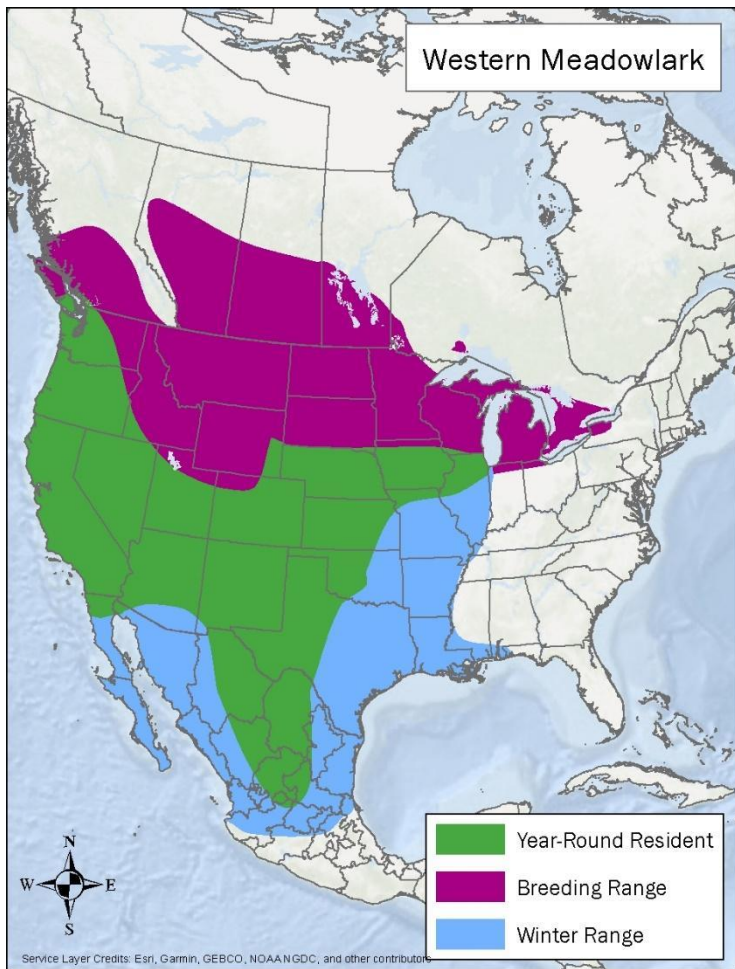 Western Meadowlark
N
W
E
S
Year-Round Resident
Breeding Range
Winter Range
Service Layer Credits: Esri, Garmin, GEBCO, NOAA NGDC, and other contributors